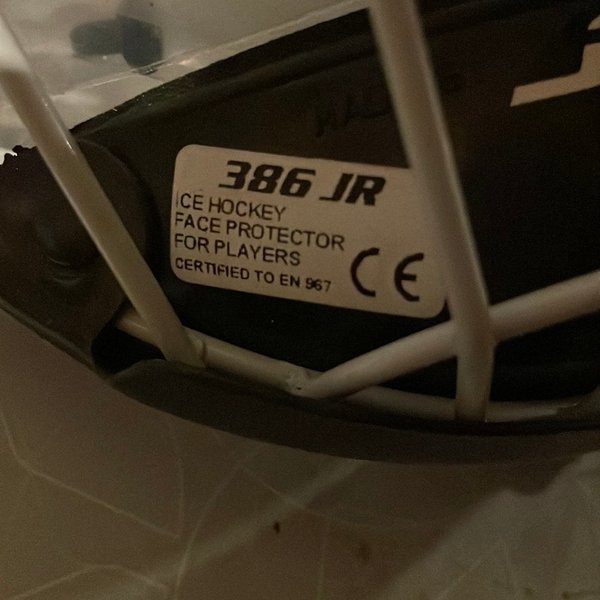 386 JR
ICE HOCKEY
FACE PROTECTOR
FOR PLAYERS
CERTIFIED TO EN 967
CE